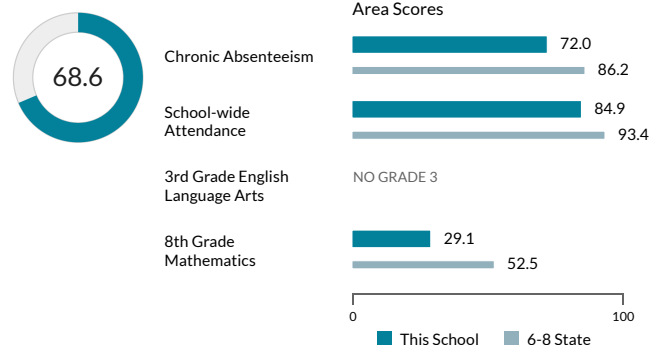 Area Scores
68.6
Chronic Absenteeism
72.0
86.2
School-wide
Attendance
84.9
93.4
3rd Grade English
Language Arts
NO GRADE 3
8th Grade
Mathematics
29.1
52.5
0
100
This School
6-8 State